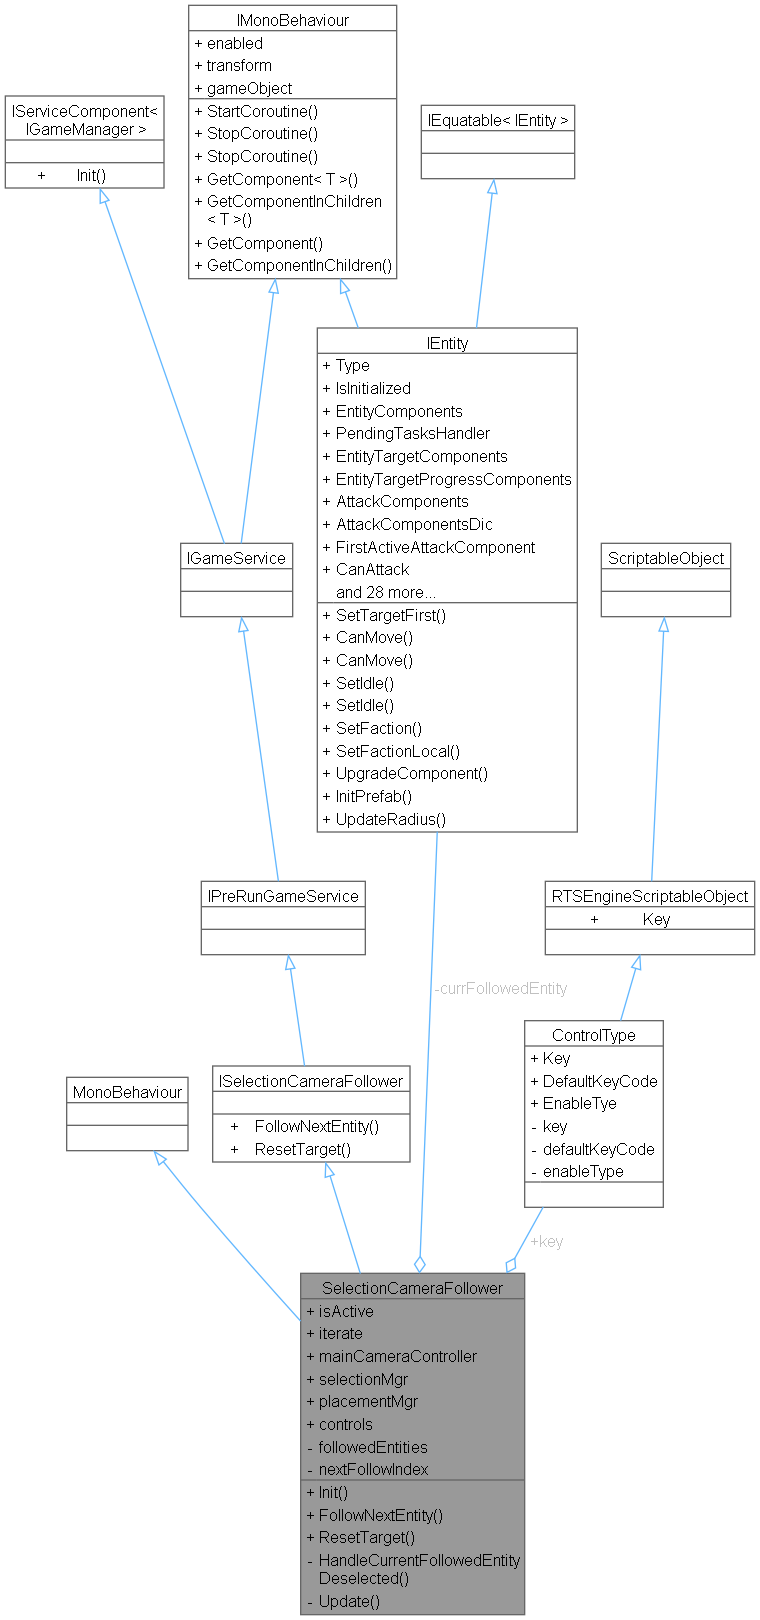 IMonoBehaviour
+ enabled
+ transform
+ gameObject
+ StartCoroutine()
+ StopCoroutine()
+ StopCoroutine()
+ GetComponent< T >()
+ GetComponentInChildren
< T >()
+ GetComponent()
+ GetComponentInChildren()
IServiceComponent<
IGameManager >
+ Init()
IEquatable< IEntity >
IEntity
+ Type
+ IsInitialized
+ EntityComponents
+ PendingTasksHandler
+ EntityTargetComponents
+ EntityTargetProgressComponents
+ AttackComponents
+ AttackComponentsDic
+ FirstActiveAttackComponent
+ CanAttack
and 28 more...
+ SetTargetFirst()
+ CanMove()
+ CanMove()
+ SetIdle()
+ SetIdle()
+ SetFaction()
+ SetFactionLocal()
+ UpgradeComponent()
+ InitPrefab()
+ UpdateRadius()
IGameService
ScriptableObject
IPreRunGameService
RTSEngineScriptableObject
+ Key
-currFollowedEntity
ControlType
+ Key
+ DefaultKeyCode
+ EnableTye
- key
- defaultKeyCode
- enableType
MonoBehaviour
ISelectionCameraFollower
+ FollowNextEntity()
+ ResetTarget()
+key
SelectionCameraFollower
+ isActive
+ iterate
+ mainCameraController
+ selectionMgr
+ placementMgr
+ controls
- followedEntities
- nextFollowIndex
+ Init()
+ FollowNextEntity()
+ ResetTarget()
- HandleCurrentFollowedEntity
Deselected()
- Update()